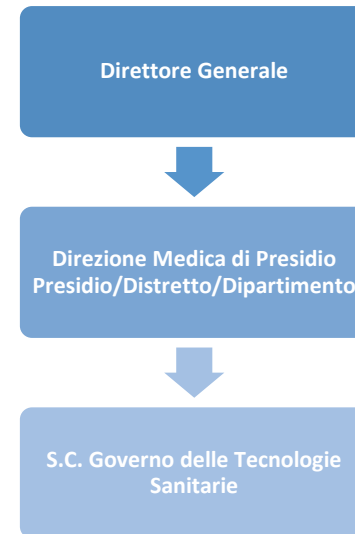 Direttore Generale
Direzione Medica di Presidio
Presidio/Distretto/Dipartimento
S.C. Governo delle Tecnologie
Sanitarie